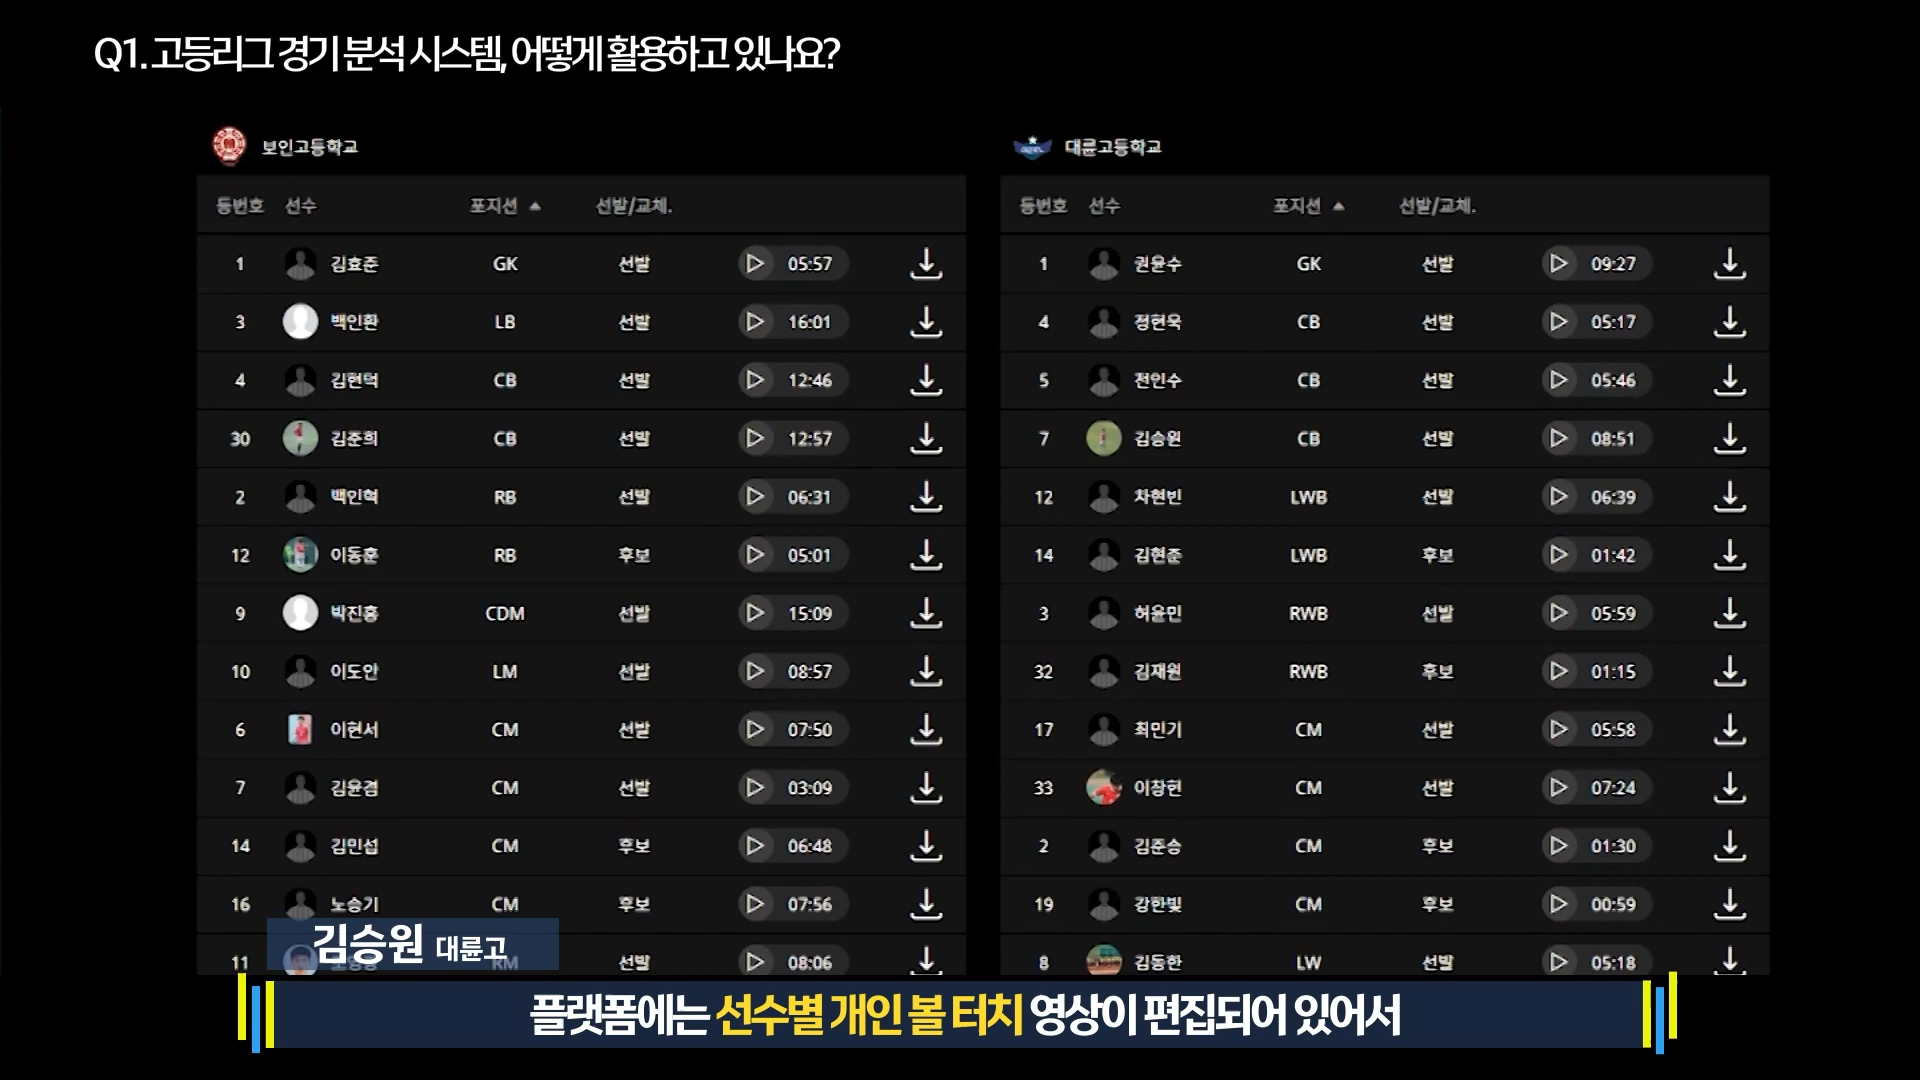 Q1. 고등리그 경기 분석 시스템, 어떻게 활용하고 있나요?
보인고등학교
등번호 선수 포지션 선발/교체.
1 김효준 GK 선발 05:57
3 백인환 LB 선발 16:01
4 김현턱 CB 선발 12:46
30 김준희 CB 선발 12:57
2 백인혁 RB 선발 06:31
12 이동훈 RB 후보 05:01
9 박진홍 CDM 선발 15:09
10 이도안 LM 선발 08:57
6 이현서 CM 선발 07:50
7 김윤겸 CM 선발 03:09
14 김민섭 CM 후보 06:48
16 노승기 CM 후보 07:56
11 RM 선발 08:06
대륜고등학교
등번호 선수 포지션 선발/교체.
1 권윤수 GK 선발 09:27
4 정현욱 CB 선발 05:17
5 전인수 CB 선발 05:46
7 김승원 CB 선발 08:51
12 차현빈 LWB 선발 06:39
14 김현준 LWB 후보 01:42
3 허윤민 RWB 선발 05:59
32 김재원 RWB 후보 01:15
17 최민기 CM 선발 05:58
33 이창현 CM 선발 07:24
2 김준승 CM 후보 01:30
19 강한빛 CM 후보 00:59
8 김동한 LW 선발 05:18
김승원 대륜고
플랫폼에는 선수별 개인 볼 터치 영상이 편집되어 있어서